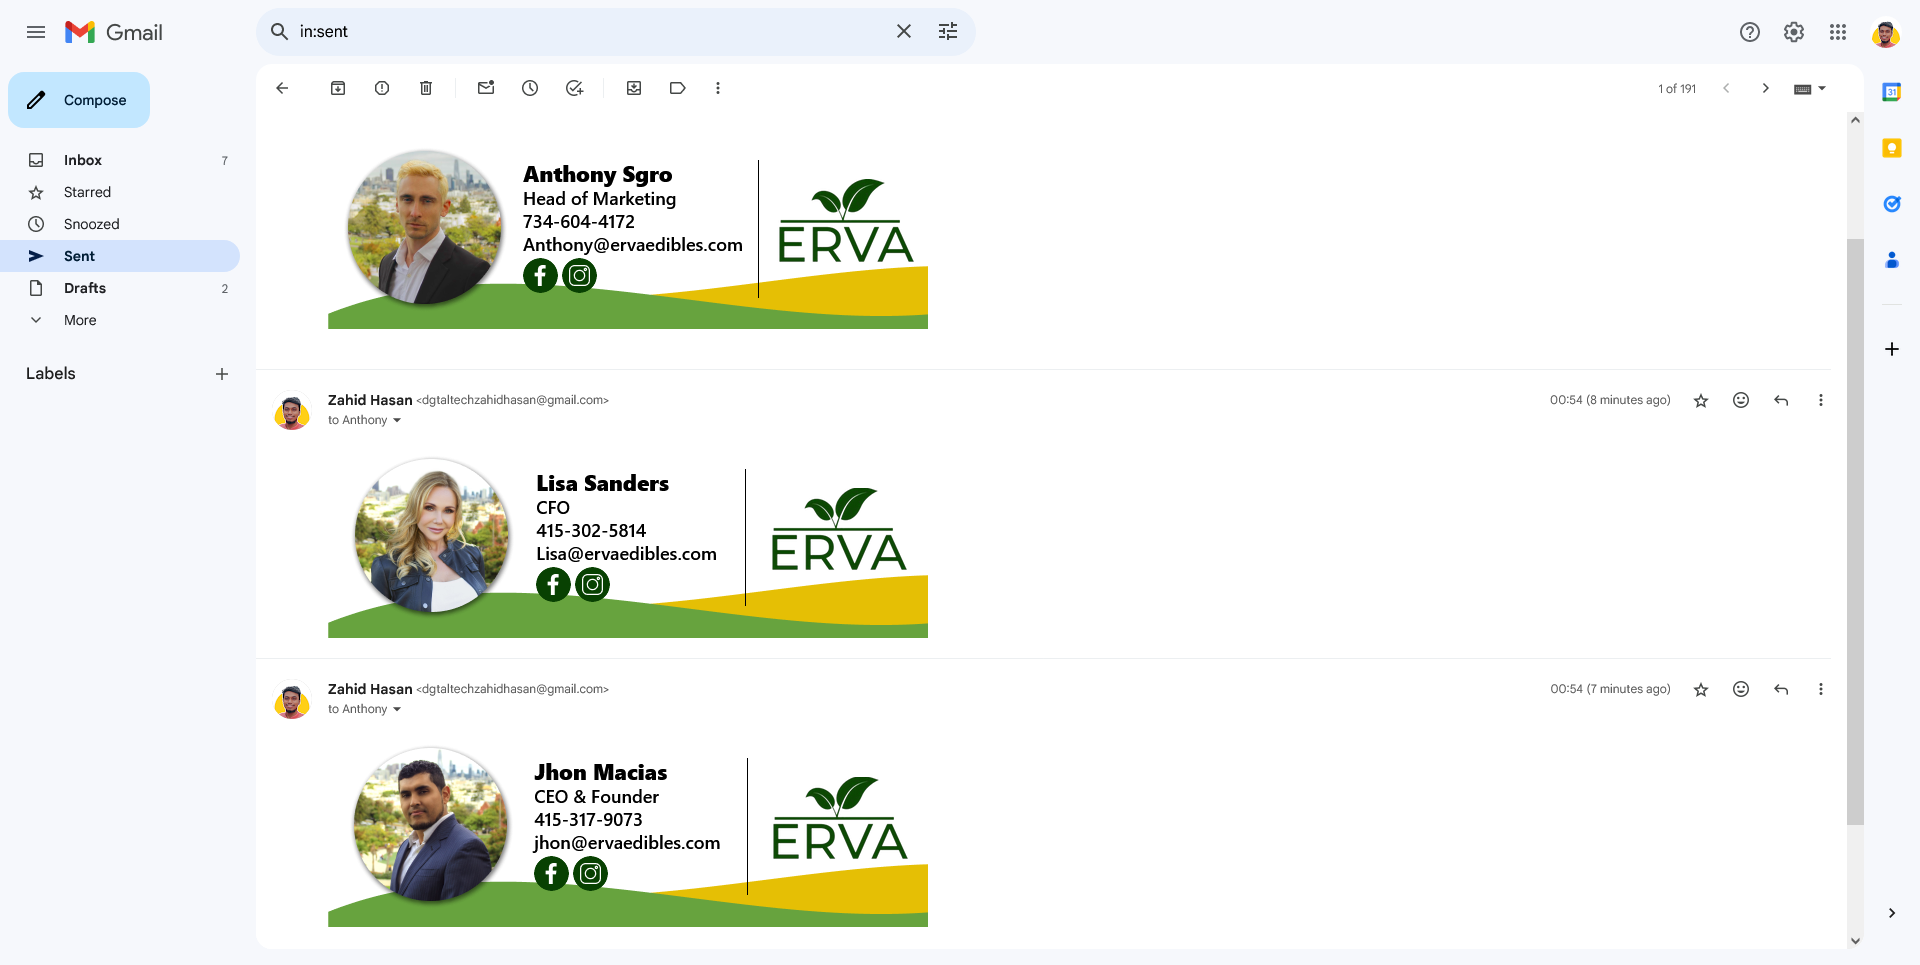 Gmail
in:sent
Compose
1 of 191
31
Inbox 7
Starred
Snoozed
Sent
Drafts 2
More
Labels
Anthony Sgro
Head of Marketing
734-604-4172
Anthony@ervaedibles.com
ERVA
Zahid Hasan <dgtaltechzahidhasan@gmail.com> 00:54 (8 minutes ago)
to Anthony
Lisa Sanders
CFO
415-302-5814
Lisa@ervaedibles.com
ERVA
Zahid Hasan <dgtaltechzahidhasan@gmail.com> 00:54 (7 minutes ago)
to Anthony
Jhon Macias
CEO & Founder
415-317-9073
jhon@ervaedibles.com
ERVA